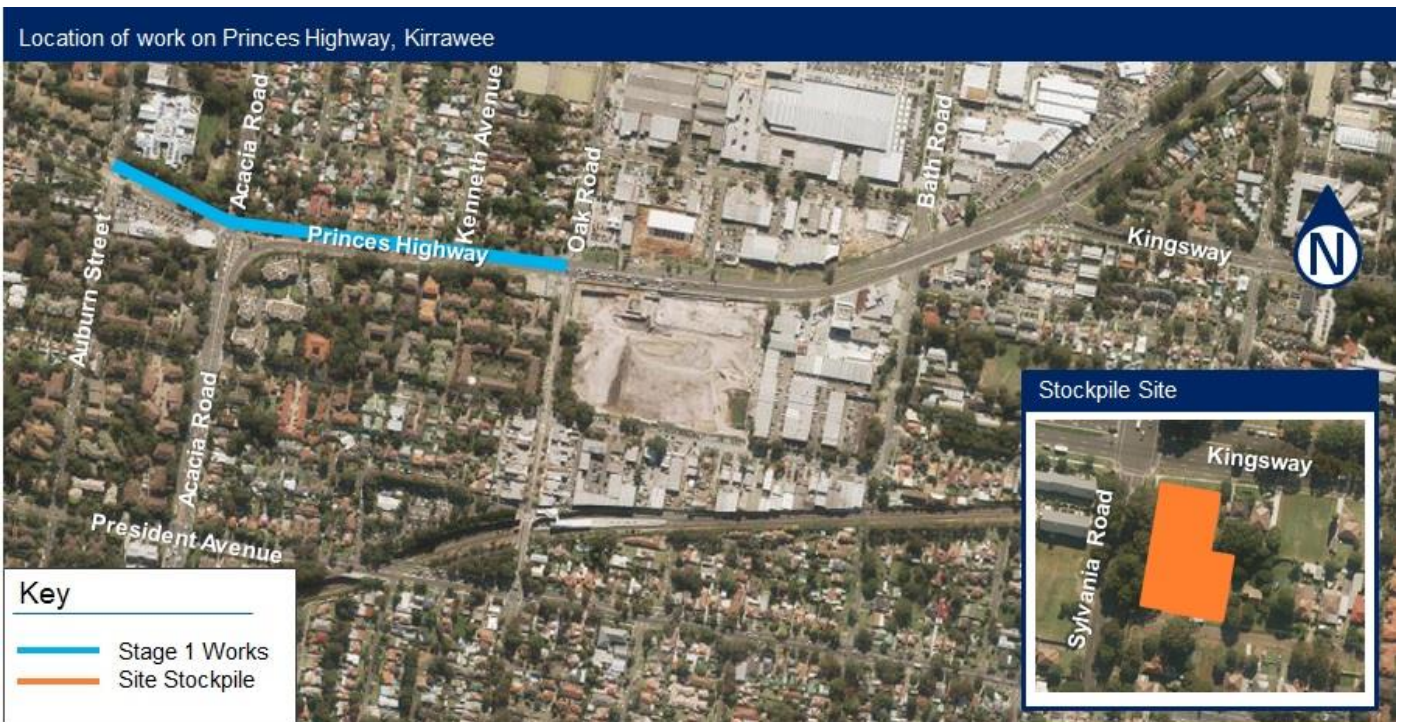 Location of work on Princes Highway, Kirrawee
Acacia Road
Kenneth Avenue
Oak Road
Bath Road
Princes Highway
Kingsway
N
Auburn Street
Acacia Road
President Avenue
Stockpile Site
Kingsway
Sylvania Road
Key
Stage 1 Works
Site Stockpile